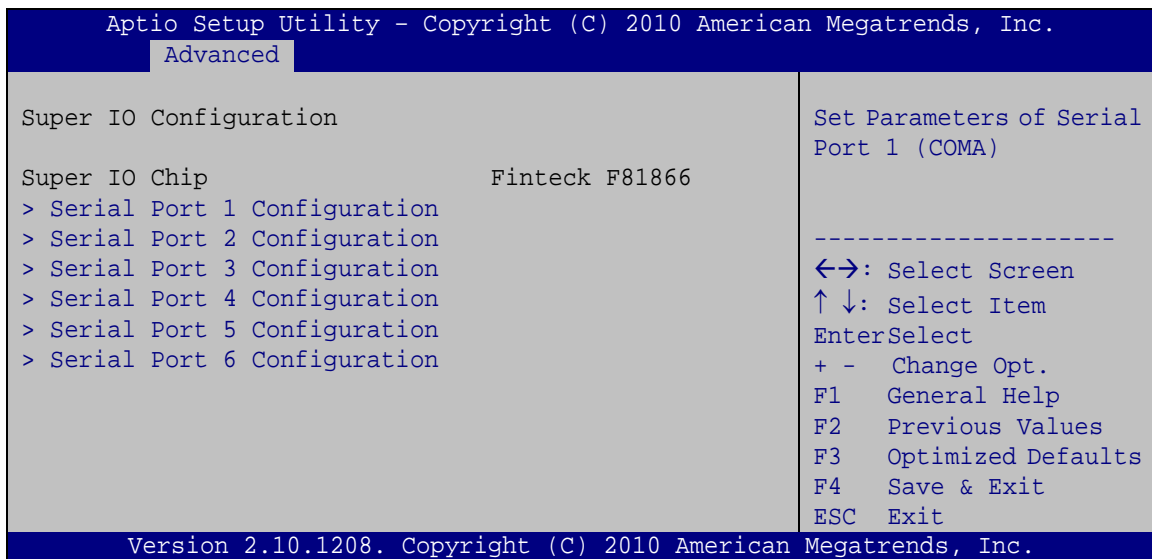 Aptio Setup Utility – Copyright (C) 2010 American Megatrends, Inc.
Advanced
Super IO Configuration
Super IO Chip Finteck F81866
> Serial Port 1 Configuration
> Serial Port 2 Configuration
> Serial Port 3 Configuration
> Serial Port 4 Configuration
> Serial Port 5 Configuration
> Serial Port 6 Configuration
Set Parameters of Serial
Port 1 (COMA)
---------------------
←→: Select Screen
↑ ↓: Select Item
EnterSelect
+ - Change Opt.
F1 General Help
F2 Previous Values
F3 Optimized Defaults
F4 Save & Exit
ESC Exit
Version 2.10.1208. Copyright (C) 2010 American Megatrends, Inc.